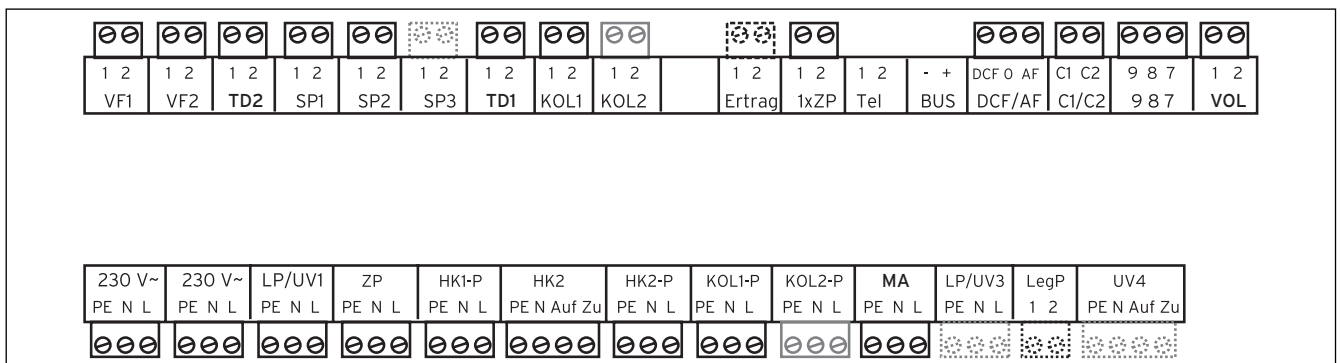 1 2 1 2 1 2 1 2 1 2 1 2 1 2 1 2 1 2 1 2 1 2 1 2 - + DCF O AF C1 C2 9 8 7 1 2
VF1 VF2 TD2 SP1 SP2 SP3 TD1 KOL1 KOL2 Ertrag 1xZP Tel BUS DCF/AF C1/C2 9 8 7 VOL
230 V~ 230 V~ LP/UV1 ZP HK1-P HK2 HK2-P KOL1-P KOL2-P MA LP/UV3 LegP UV4
PE N L PE N L PE N L PE N L PE N L PE N Auf Zu PE N L PE N L PE N L PE N L PE N L 1 2 PE N Auf Zu